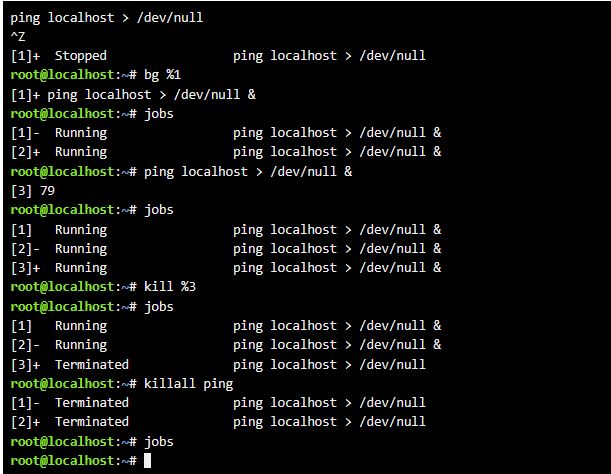 ping localhost > /dev/null
^Z
[1]+  Stopped                 ping localhost > /dev/null
root@localhost:~# bg %1
[1]+ ping localhost > /dev/null &
root@localhost:~# jobs
[1]-  Running                 ping localhost > /dev/null &
[2]+  Running                 ping localhost > /dev/null &
root@localhost:~# ping localhost > /dev/null &
[3] 79
root@localhost:~# jobs
[1]   Running                 ping localhost > /dev/null &
[2]-  Running                 ping localhost > /dev/null &
[3]+  Running                 ping localhost > /dev/null &
root@localhost:~# kill %3
root@localhost:~# jobs
[1]   Running                 ping localhost > /dev/null &
[2]-  Running                 ping localhost > /dev/null &
[3]+  Terminated              ping localhost > /dev/null
root@localhost:~# killall ping
[1]-  Terminated              ping localhost > /dev/null
[2]+  Terminated              ping localhost > /dev/null
root@localhost:~# jobs
root@localhost:~#